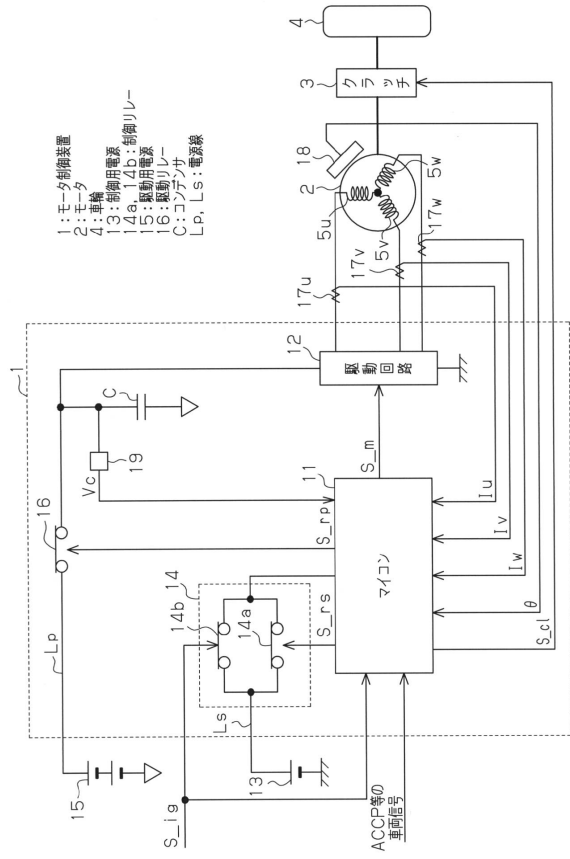 1:モータ制御装置
2:モータ
4:車輪
13:制御用電源
14a, 14b:制御リレー
15:駆動用電源
16:駆動リレー
C:コンデンサ
Lp, Ls:電源線
1
15
Lp
16
Vc
19
C
12
駆動回路
S_ig
13
Ls
14
14b
14a
S_rs
S_rp
11
マイコン
S_m
ACCP等の
車両信号
Iu
Iv
Iw
θ
S_cl
17u
17v
17w
5u
5v
5w
2
18
3
クラッチ
4